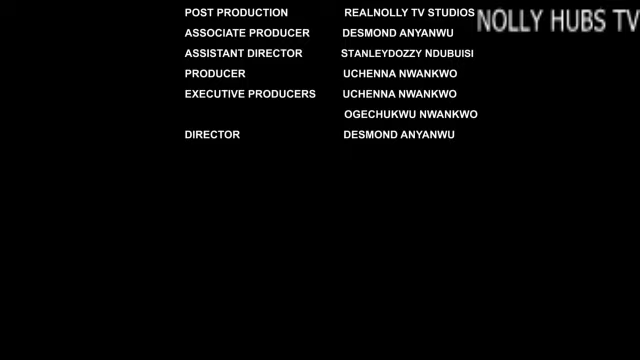 POST PRODUCTION REALNOLLY TV STUDIOS
NOLLY HUBS TV
ASSOCIATE PRODUCER DESMOND ANYANWU
ASSISTANT DIRECTOR STANLEYDOZZY NDUBUISI
PRODUCER UCHENNA NWANKWO
EXECUTIVE PRODUCERS UCHENNA NWANKWO
OGECHUKWU NWANKWO
DIRECTOR DESMOND ANYANWU